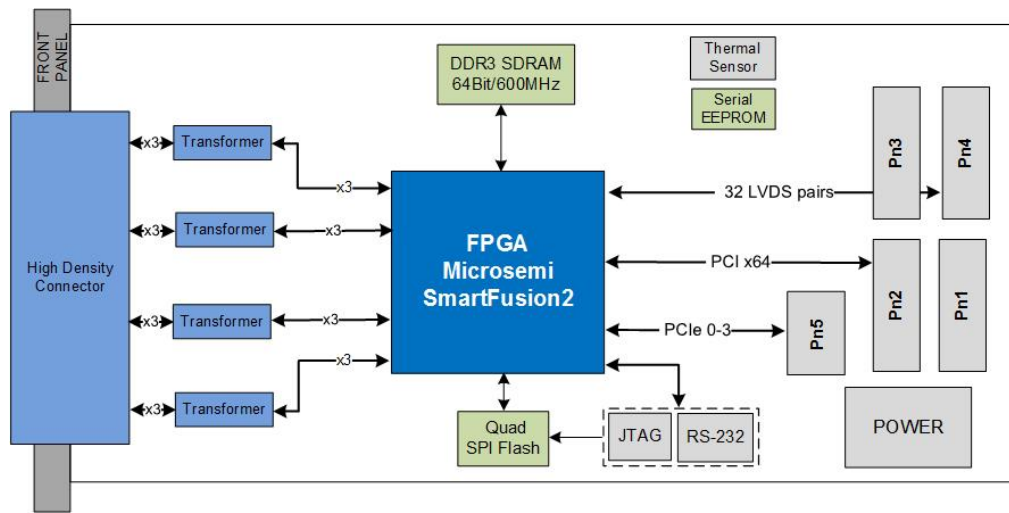 FRONT
PANEL
DDR3 SDRAM
64Bit/600MHz
Thermal
Sensor
Serial
EEPROM
x3
Transformer
x3
Pn3
Pn4
32 LVDS pairs
x3
Transformer
x3
FPGA
Microsemi
SmartFusion2
High Density
Connector
PCI x64
Pn2
Pn1
x3
Transformer
x3
PCIe 0-3
Pn5
x3
x3
Transformer
Quad
SPI Flash
JTAG
RS-232
POWER